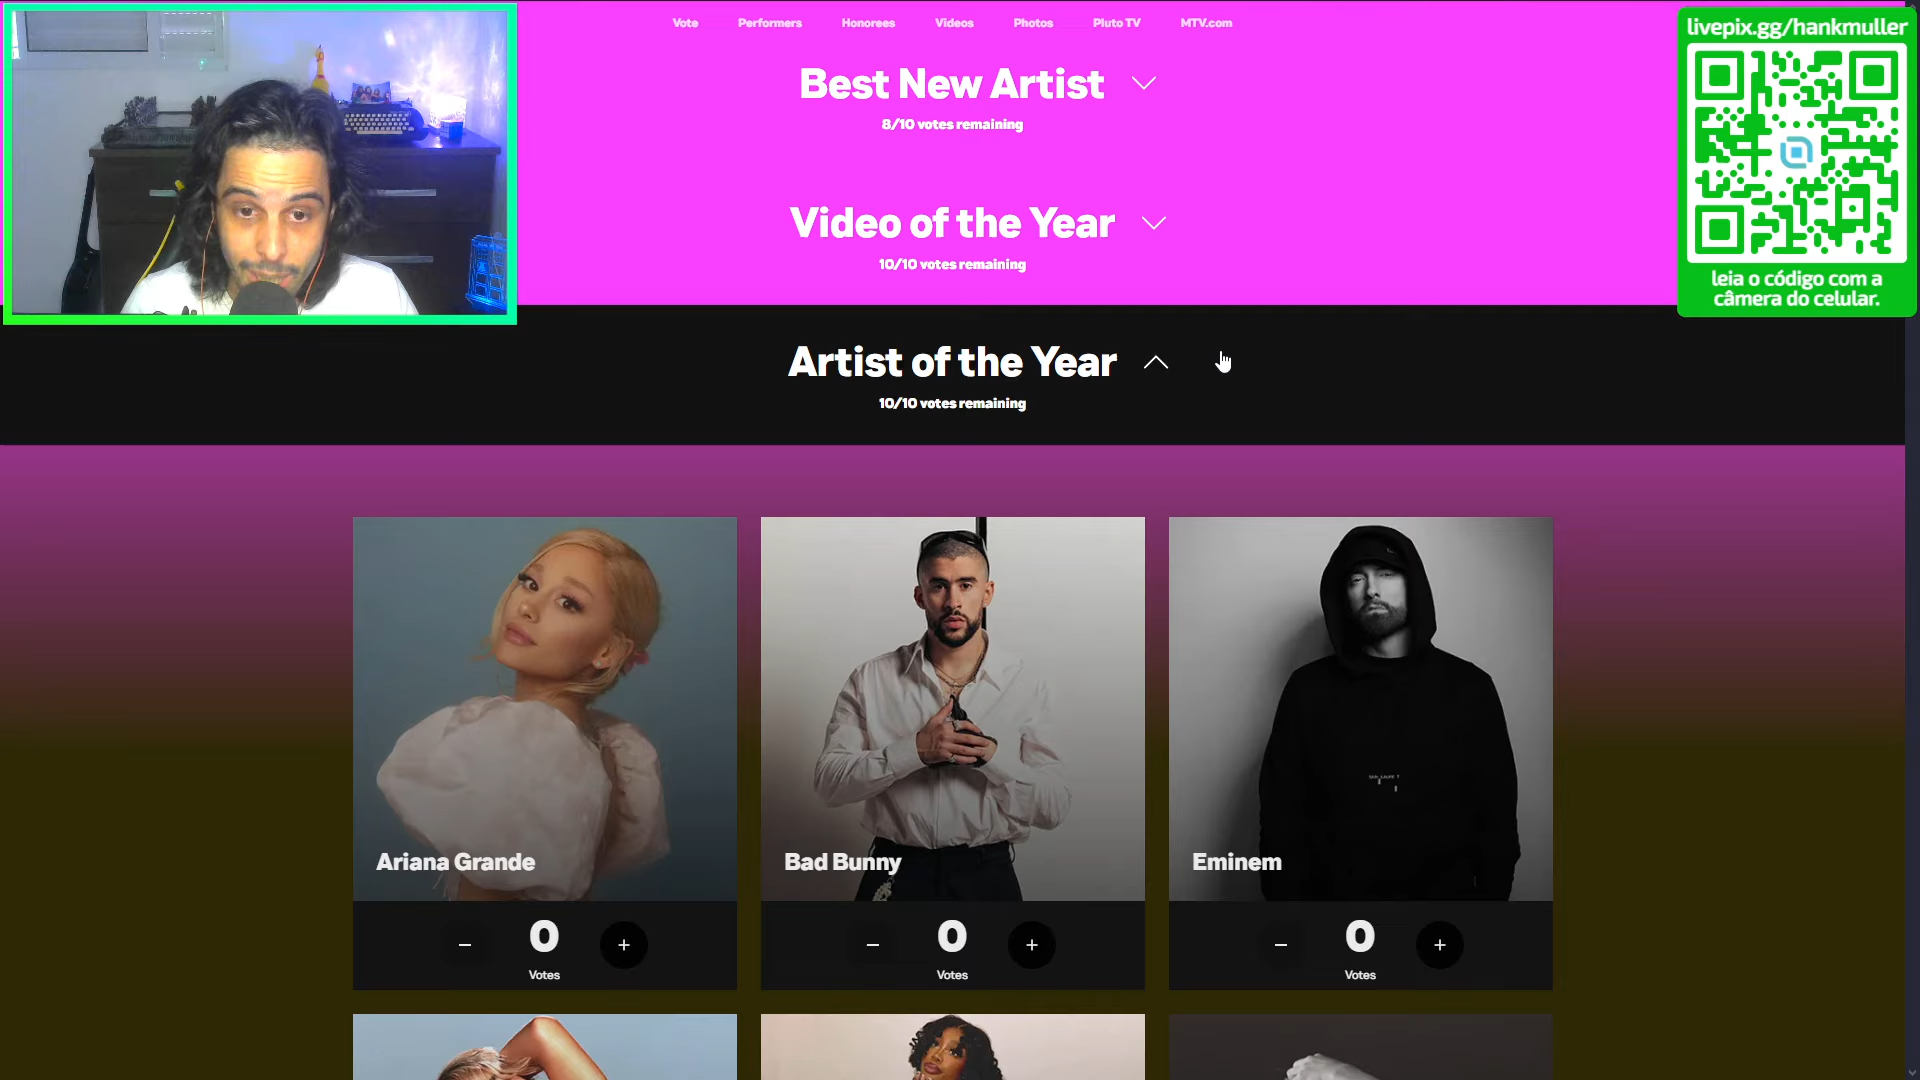 Vote Performers Honorees Videos Photos Pluto TV MTV.com
livepix.gg/hankmuller
leia o código com a
câmera do celular.
Best New Artist
8/10 votes remaining
Video of the Year
10/10 votes remaining
Artist of the Year
10/10 votes remaining
Ariana Grande
Bad Bunny
Eminem
− 0 +
Votes
− 0 +
Votes
− 0 +
Votes